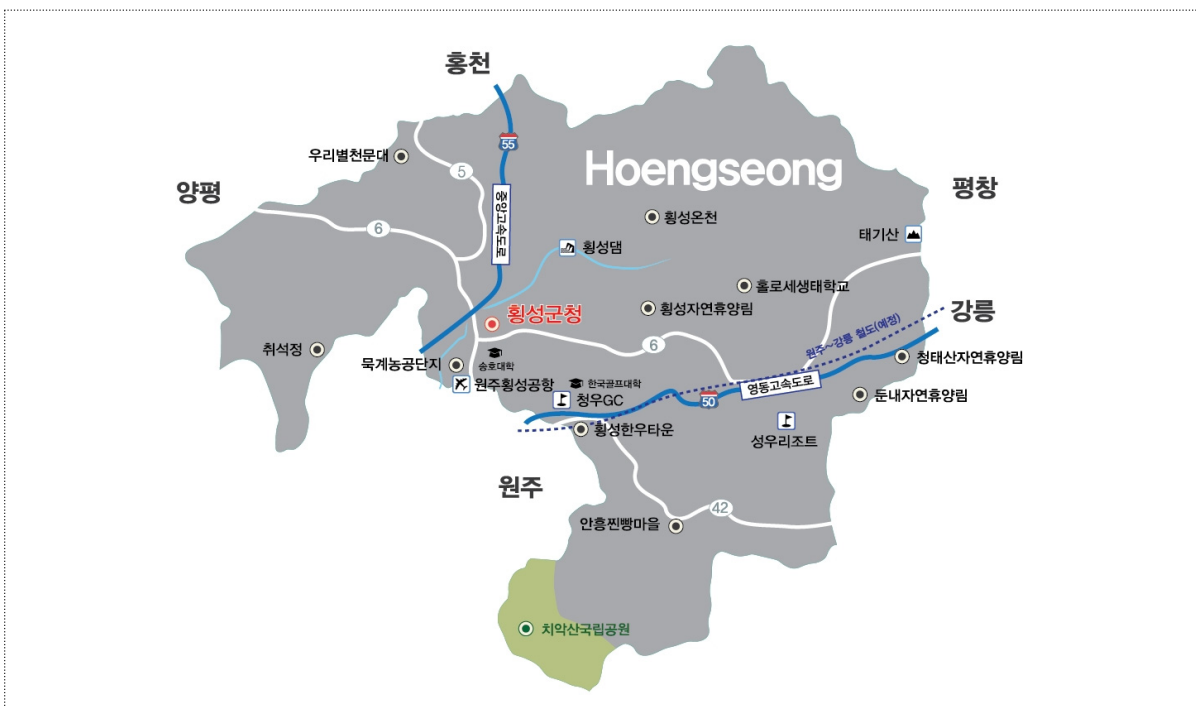 홍천
55
우리별천문대
5
Hoengseong
양평
평창
중앙고속도로
횡성온천
6
태기산
횡성댐
홀로세생태학교
횡성자연휴양림
강릉
횡성군청
원주~강릉 철도(예정)
6
취석정
청태산자연휴양림
묵계농공단지
송호대학
원주횡성공항
한국골프대학
영동고속도로
둔내자연휴양림
청우GC
50
횡성한우타운
성우리조트
원주
42
안흥찐빵마을
치악산국립공원